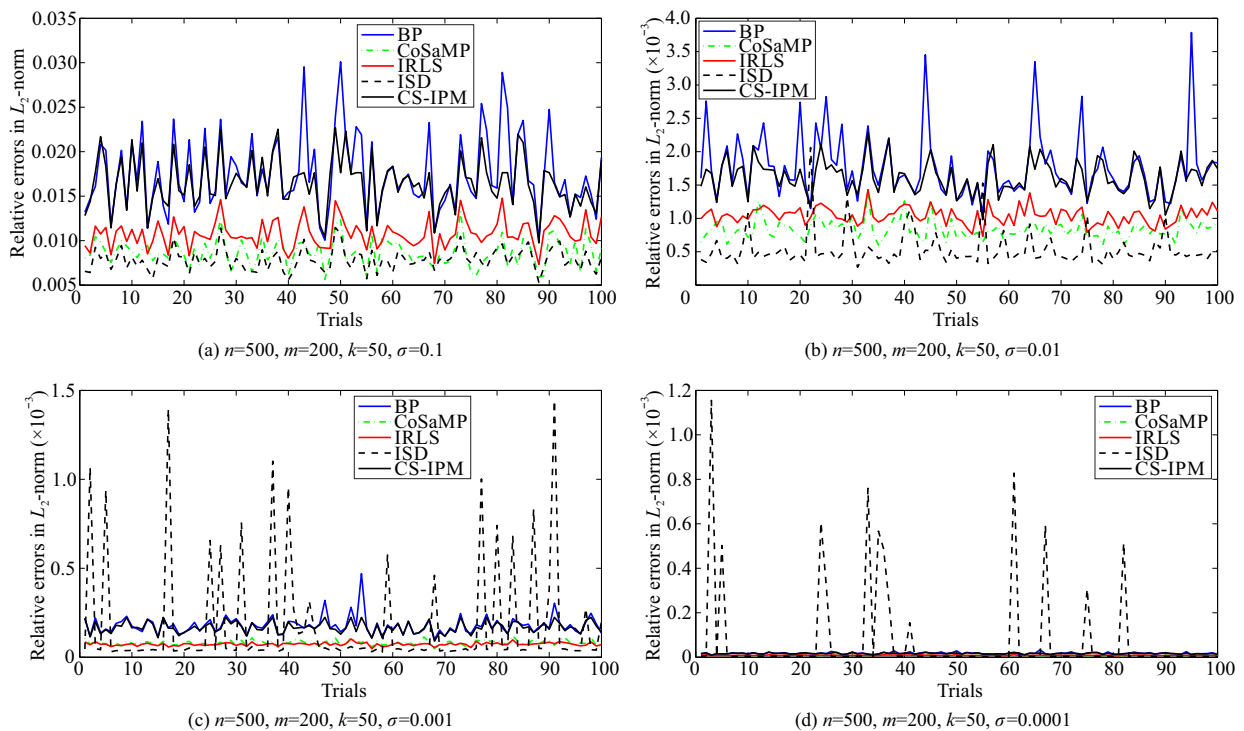 0.035
0.030
0.025
0.020
0.015
0.010
0.005
Relative errors in L₂-norm
BP
CoSaMP
IRLS
ISD
CS-IPM
0 10 20 30 40 50 60 70 80 90 100
Trials
(a) n=500, m=200, k=50, σ=0.1
4.0
3.5
3.0
2.5
2.0
1.5
1.0
0.5
Relative errors in L₂-norm (×10⁻³)
BP
CoSaMP
IRLS
ISD
CS-IPM
0 10 20 30 40 50 60 70 80 90 100
Trials
(b) n=500, m=200, k=50, σ=0.01
1.5
1.0
0.5
0
Relative errors in L₂-norm (×10⁻³)
BP
CoSaMP
IRLS
ISD
CS-IPM
0 10 20 30 40 50 60 70 80 90 100
Trials
(c) n=500, m=200, k=50, σ=0.001
1.2
1.0
0.8
0.6
0.4
0.2
0
Relative errors in L₂-norm (×10⁻³)
BP
CoSaMP
IRLS
ISD
CS-IPM
0 10 20 30 40 50 60 70 80 90 100
Trials
(d) n=500, m=200, k=50, σ=0.0001